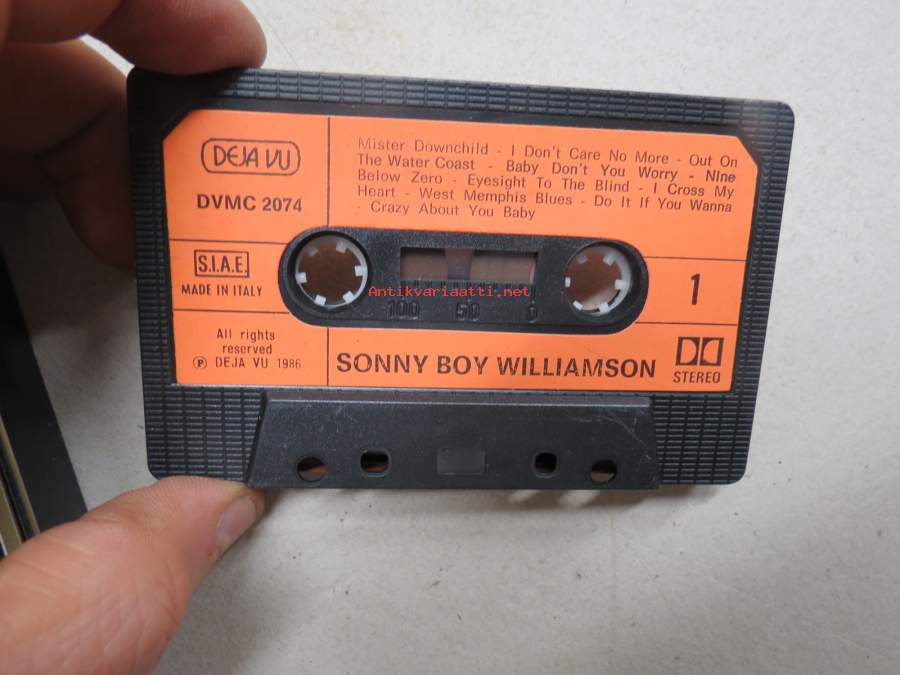 DEJA VU
DVMC 2074
Mister Downchild - I Don't Care No More - Out On
The Water Coast - Baby Don't You Worry - Nine
Below Zero - Eyesight To The Blind - I Cross My
Heart - West Memphis Blues - Do It If You Wanna
- Crazy About You Baby
S.I.A.E.
MADE IN ITALY
Antikvariaatti.net
100 50 0
1
All rights
reserved
Ⓟ DEJA VU 1986
SONNY BOY WILLIAMSON
STEREO